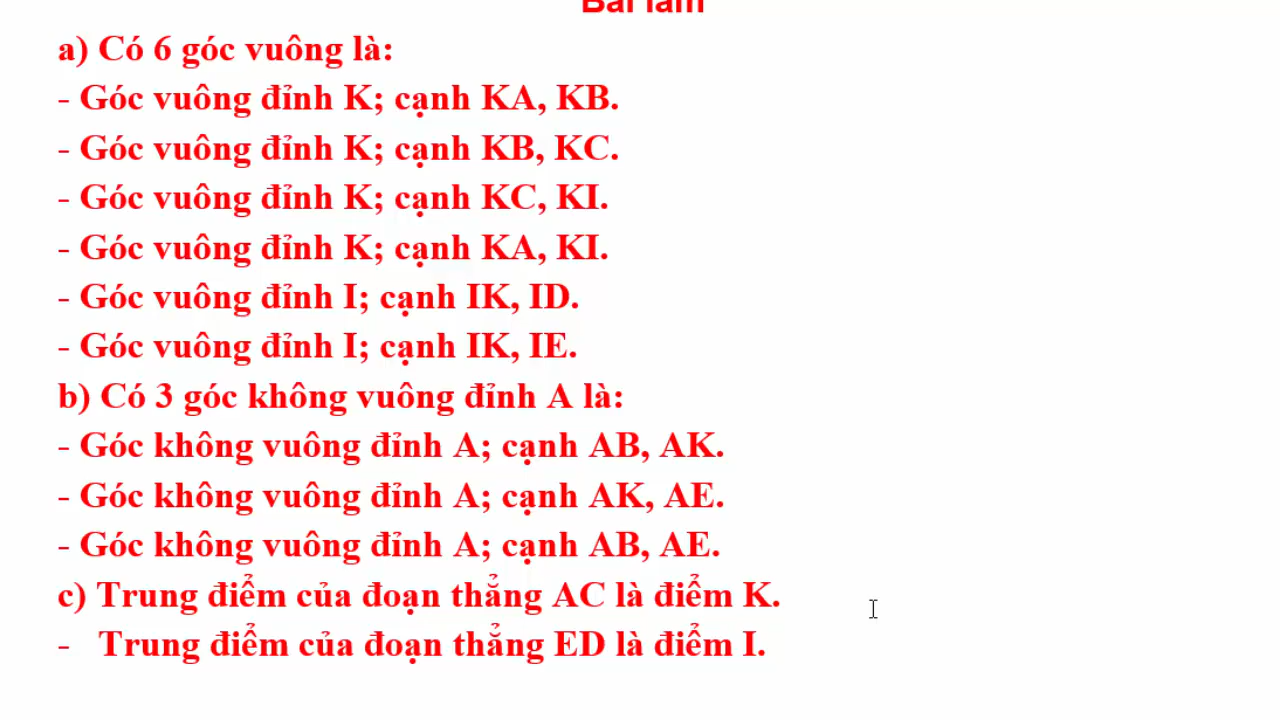 Bài làm
a) Có 6 góc vuông là:
- Góc vuông đỉnh K; cạnh KA, KB.
- Góc vuông đỉnh K; cạnh KB, KC.
- Góc vuông đỉnh K; cạnh KC, KI.
- Góc vuông đỉnh K; cạnh KA, KI.
- Góc vuông đỉnh I; cạnh IK, ID.
- Góc vuông đỉnh I; cạnh IK, IE.
b) Có 3 góc không vuông đỉnh A là:
- Góc không vuông đỉnh A; cạnh AB, AK.
- Góc không vuông đỉnh A; cạnh AK, AE.
- Góc không vuông đỉnh A; cạnh AB, AE.
c) Trung điểm của đoạn thẳng AC là điểm K.
- Trung điểm của đoạn thẳng ED là điểm I.